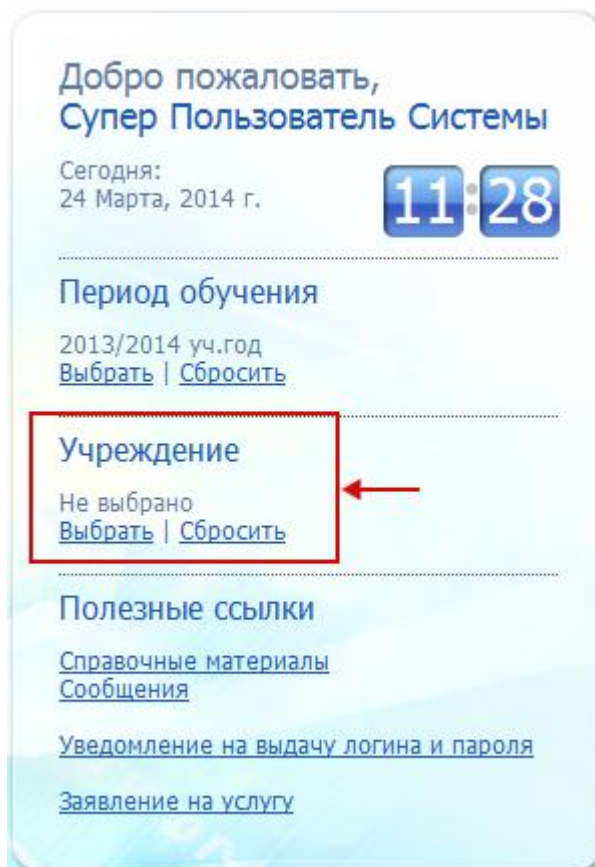 Добро пожаловать,
Супер Пользователь Системы
Сегодня:
24 Марта, 2014 г.
11:28
Период обучения
2013/2014 уч.год
Выбрать | Сбросить
Учреждение
Не выбрано
Выбрать | Сбросить
Полезные ссылки
Справочные материалы
Сообщения
Уведомление на выдачу логина и пароля
Заявление на услугу